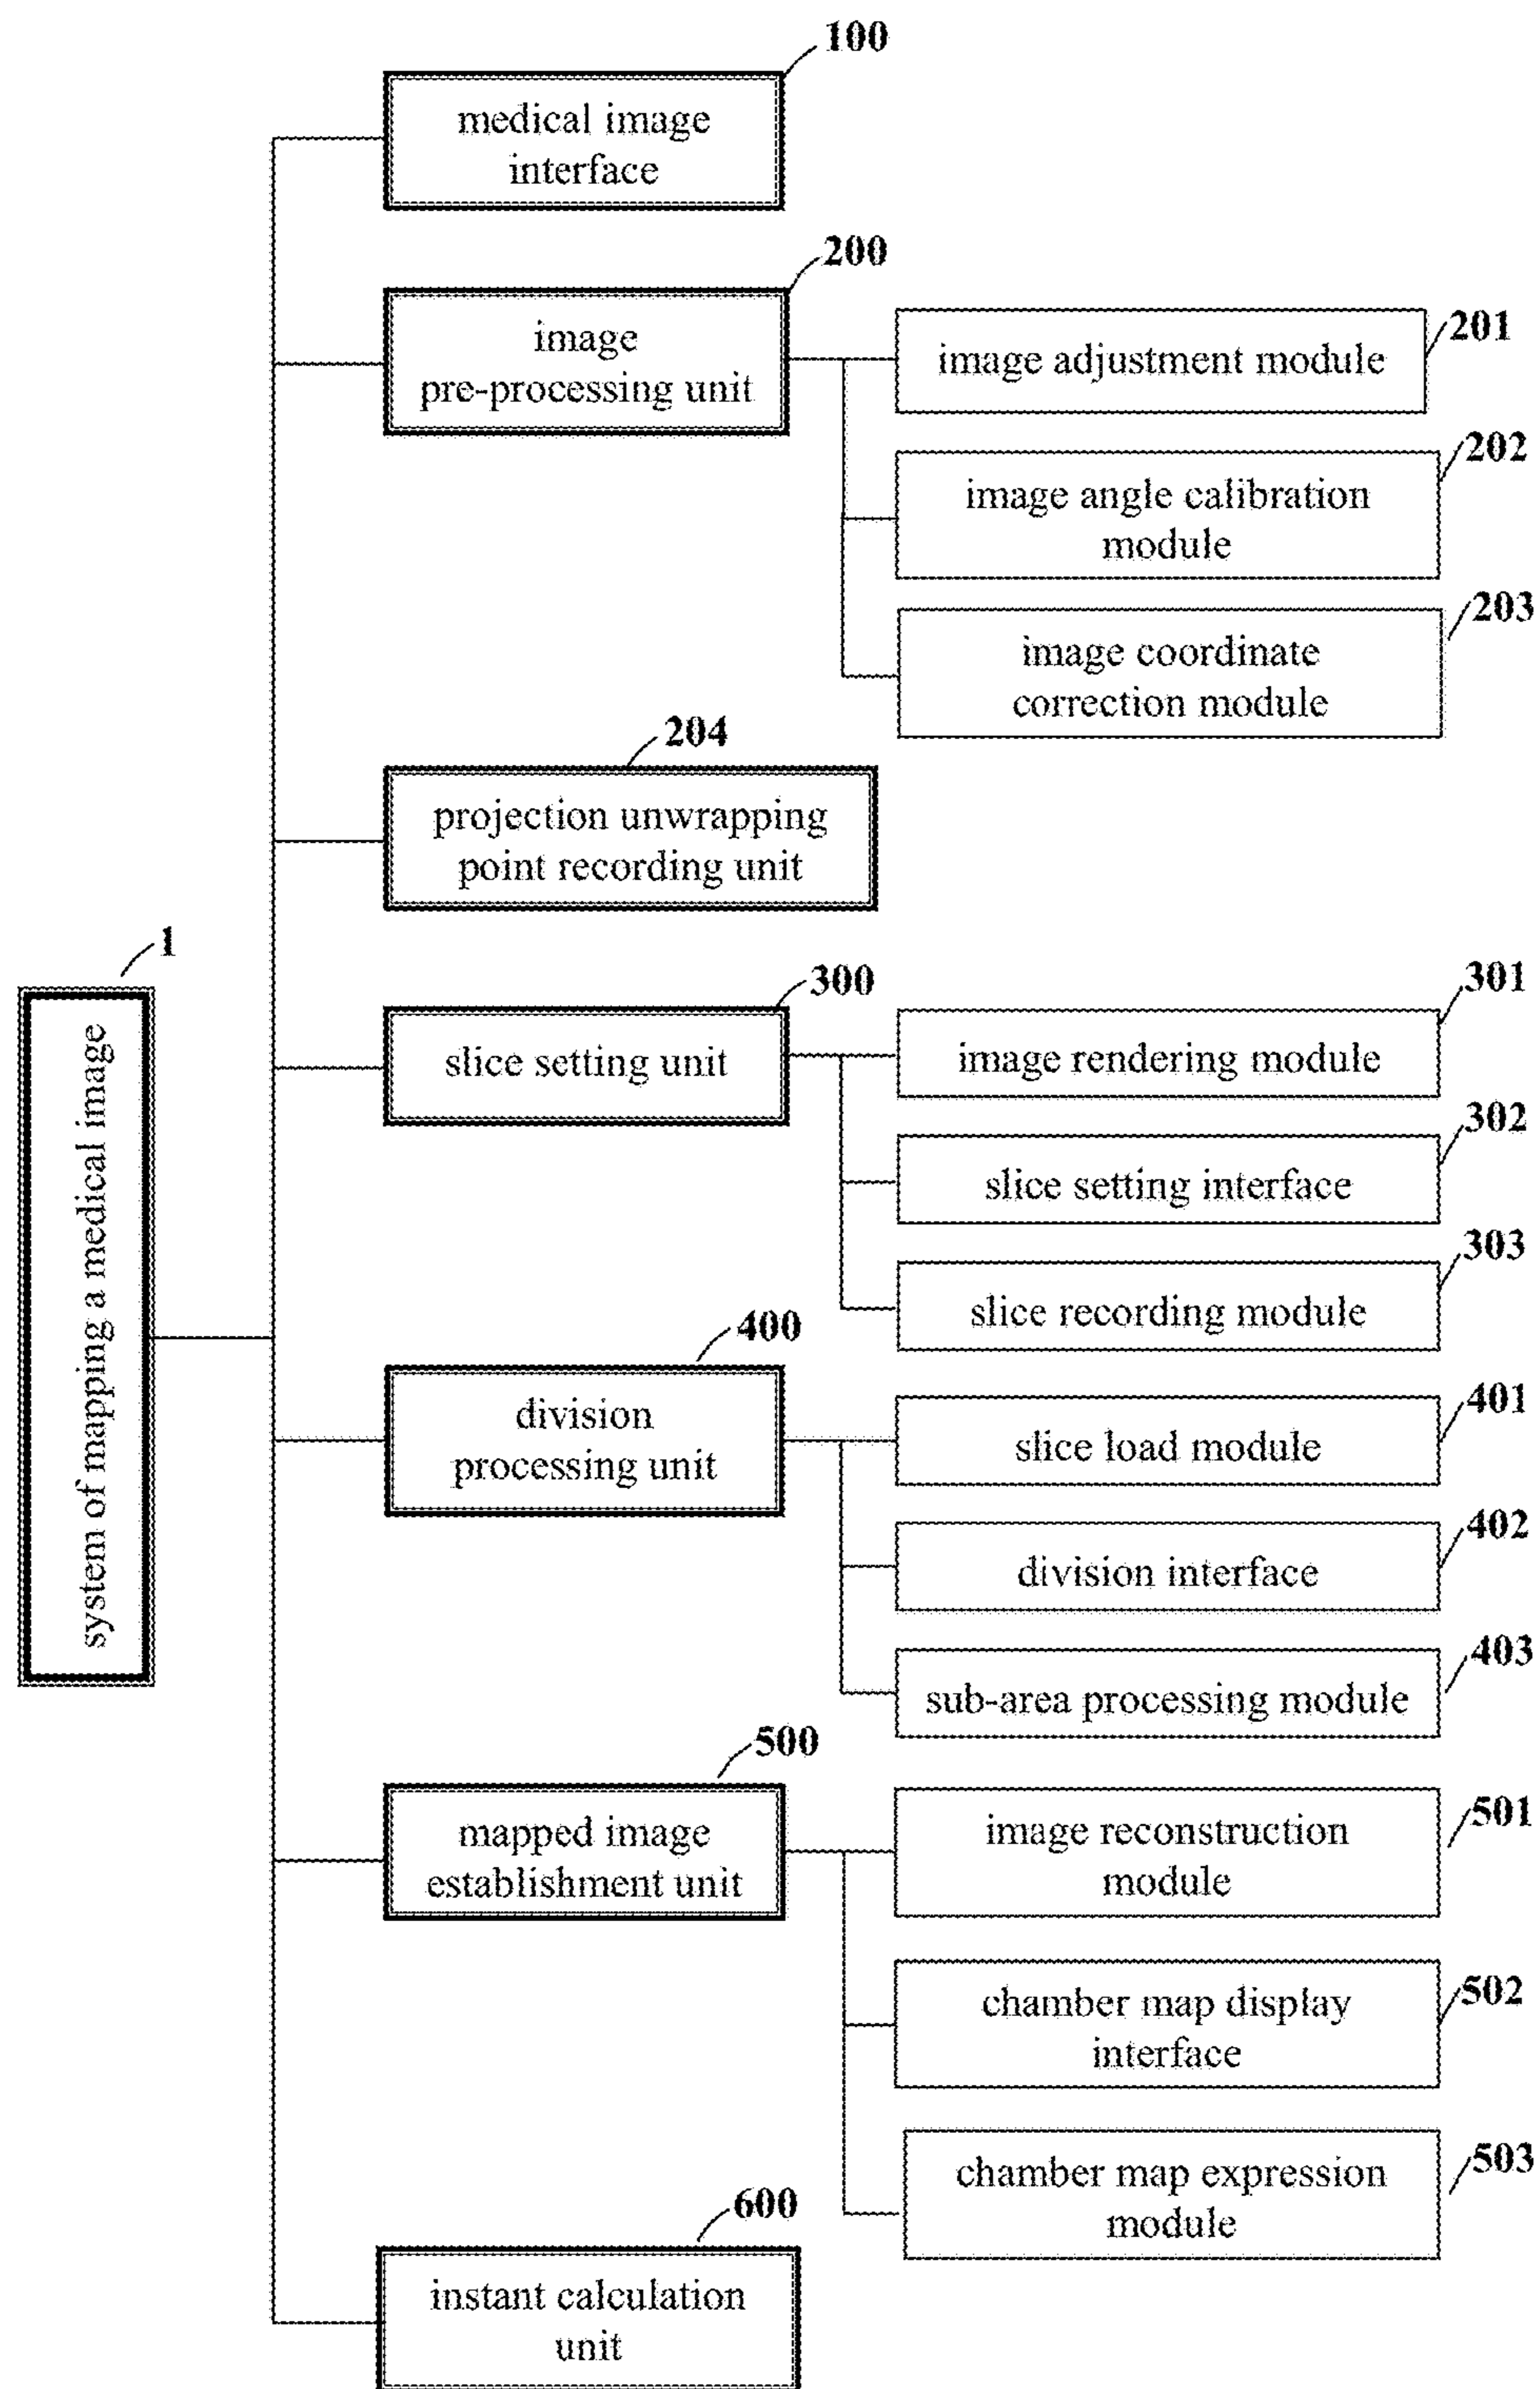 100
medical image
interface
200
image
pre-processing unit
201
image adjustment module
202
image angle calibration
module
203
image coordinate
correction module
204
projection unwrapping
point recording unit
1
system of mapping a medical image
300
slice setting unit
301
image rendering module
302
slice setting interface
303
slice recording module
400
division
processing unit
401
slice load module
402
division interface
403
sub-area processing module
500
mapped image
establishment unit
501
image reconstruction
module
502
chamber map display
interface
503
chamber map expression
module
600
instant calculation
unit